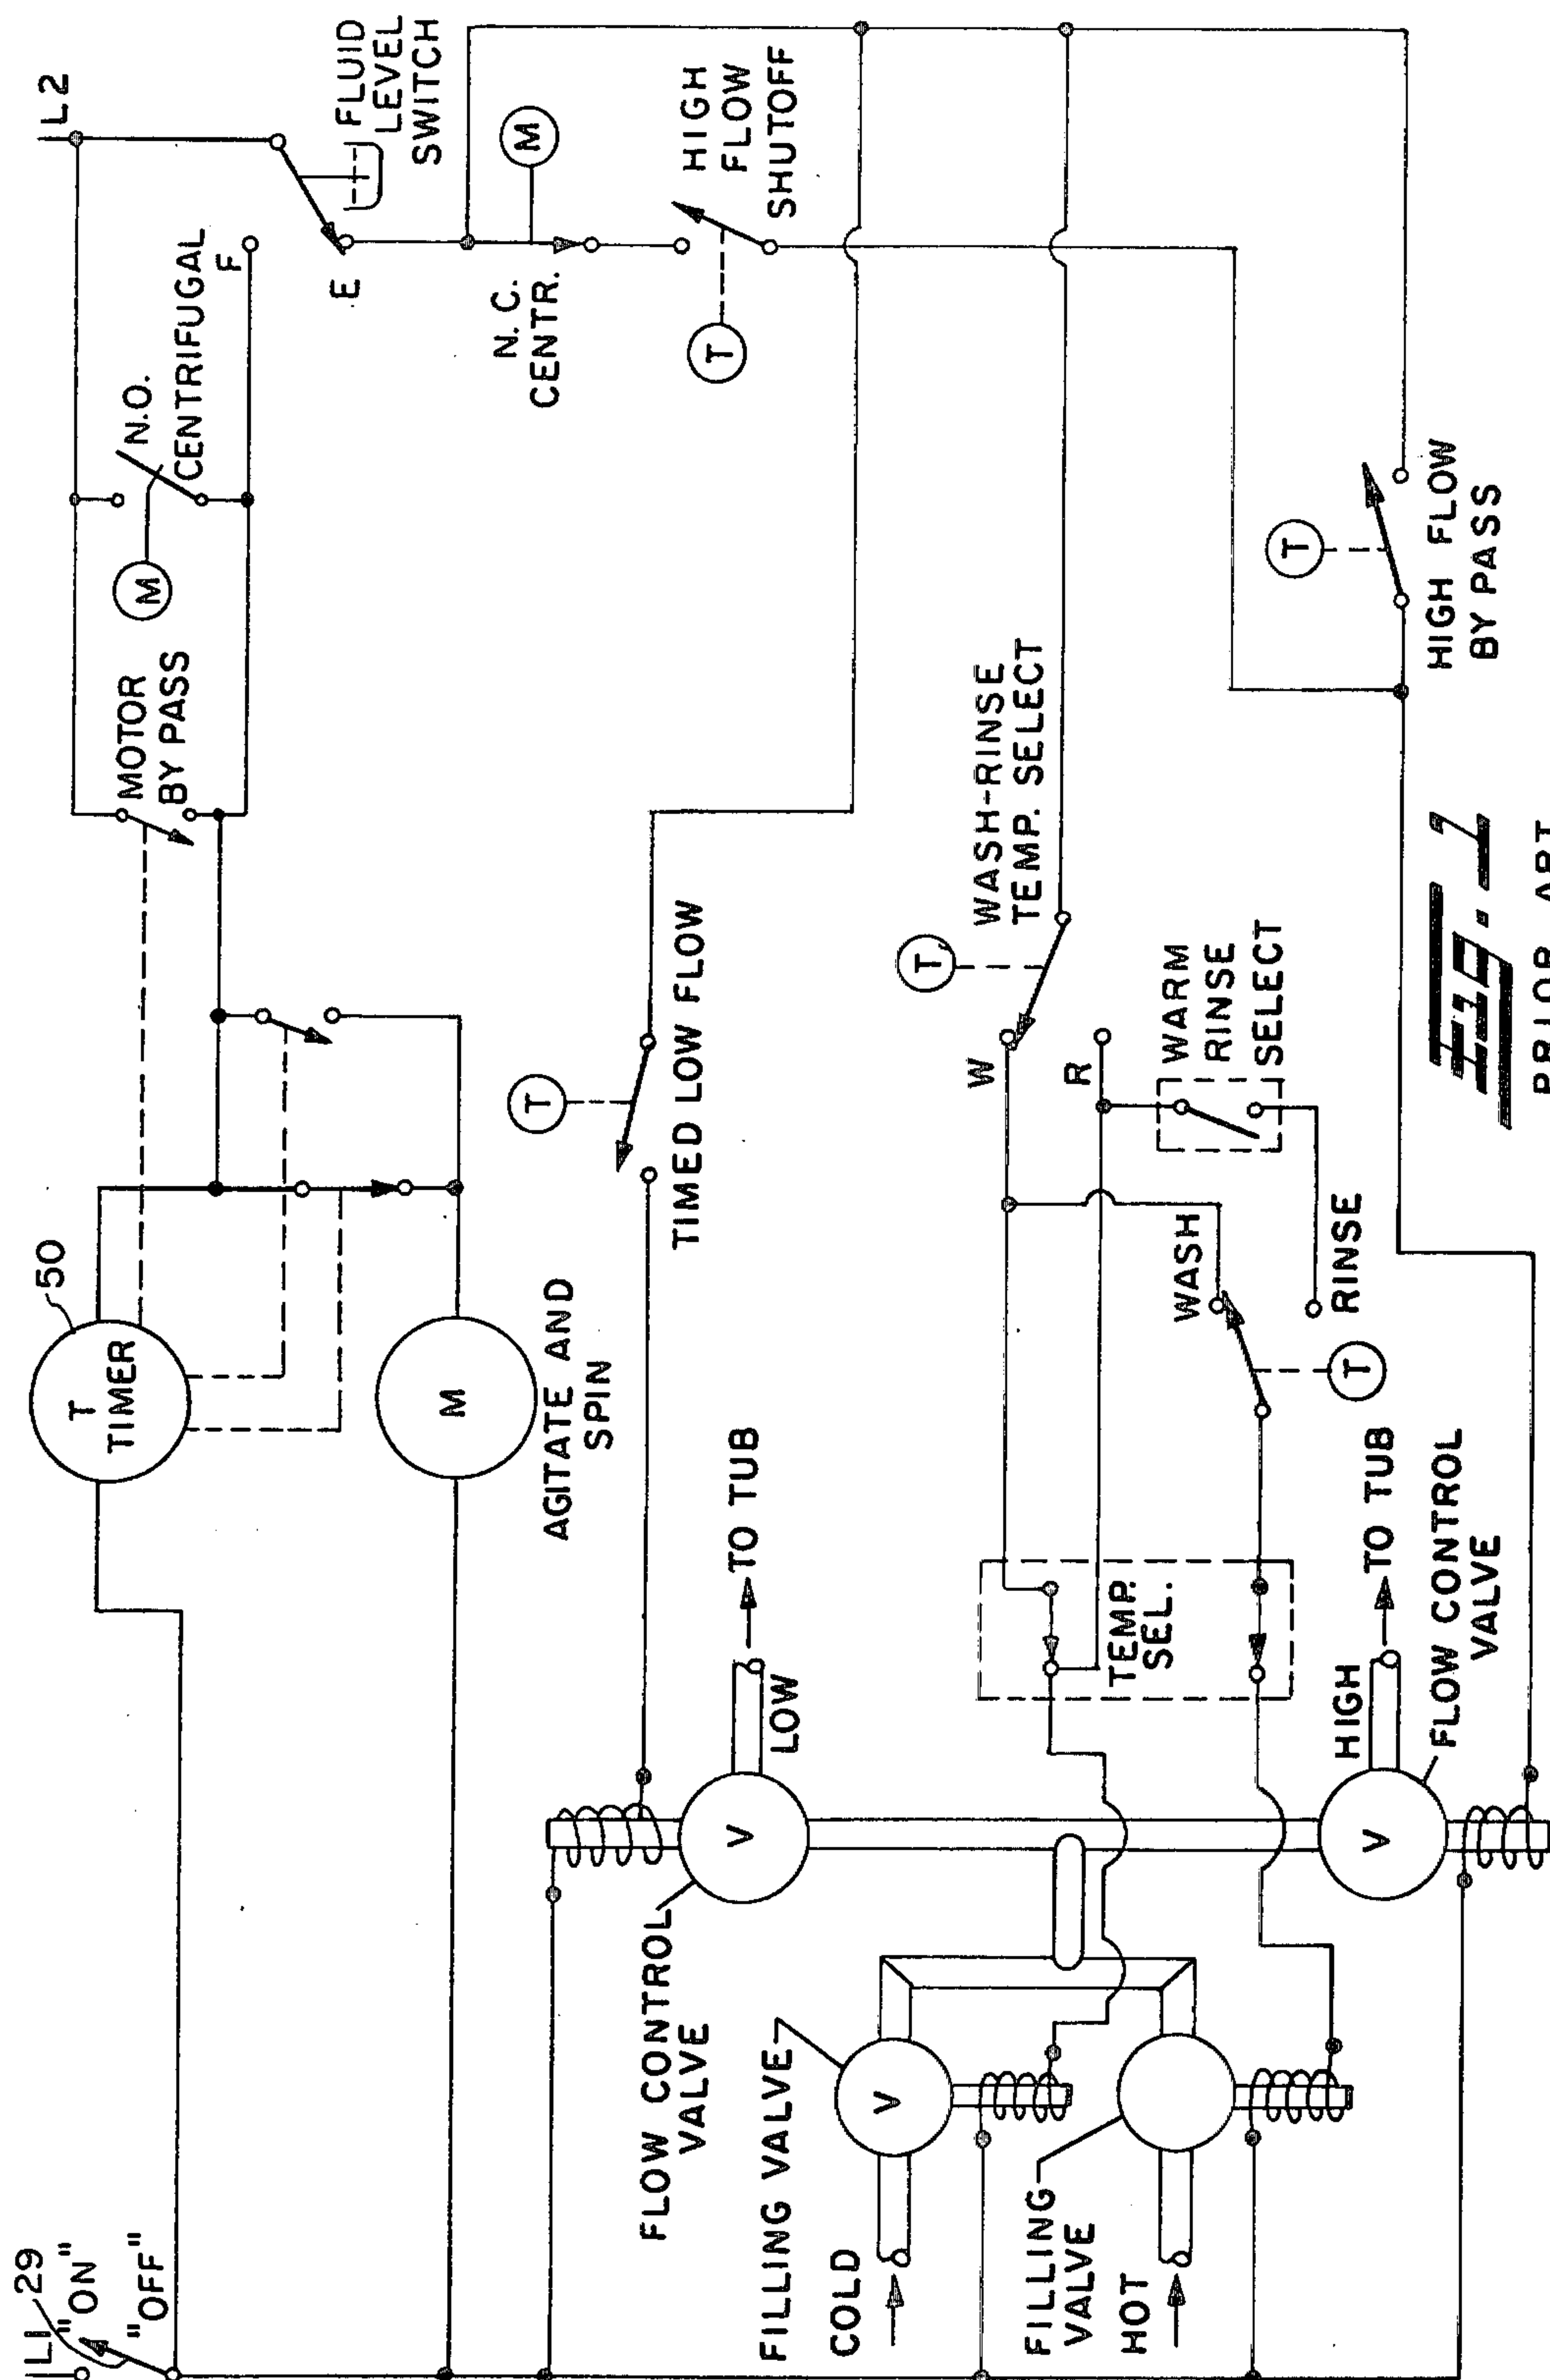 L1
29
"ON"
"OFF"
50
T
TIMER
M
AGITATE AND
SPIN
MOTOR
BY PASS
M
N.O.
CENTRIFUGAL
F
L2
FLUID
LEVEL
SWITCH
E
N. C.
CENTR.
M
HIGH
FLOW
SHUTOFF
T
T
TIMED LOW FLOW
FLOW CONTROL
VALVE
V
LOW
TO TUB
FILLING VALVE
COLD
V
FILLING
VALVE
HOT
TEMP.
SEL.
W
R
T
WASH-RINSE
TEMP. SELECT
WARM
RINSE
SELECT
WASH
RINSE
T
HIGH
TO TUB
V
FLOW CONTROL
VALVE
T
HIGH FLOW
BY PASS
FIG. 1
PRIOR ART